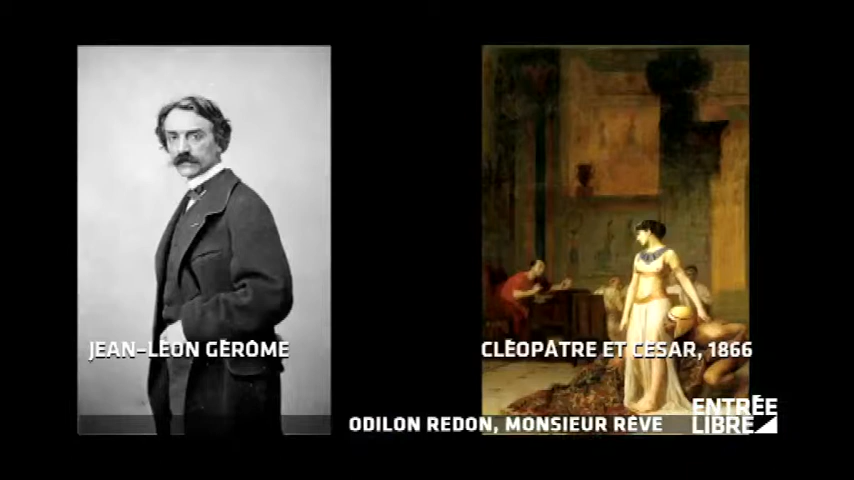 JEAN-LÉON GÉRÔME
CLÉOPÂTRE ET CÉSAR, 1866
ODILON REDON, MONSIEUR RÊVE
ENTRÉE
LIBRE